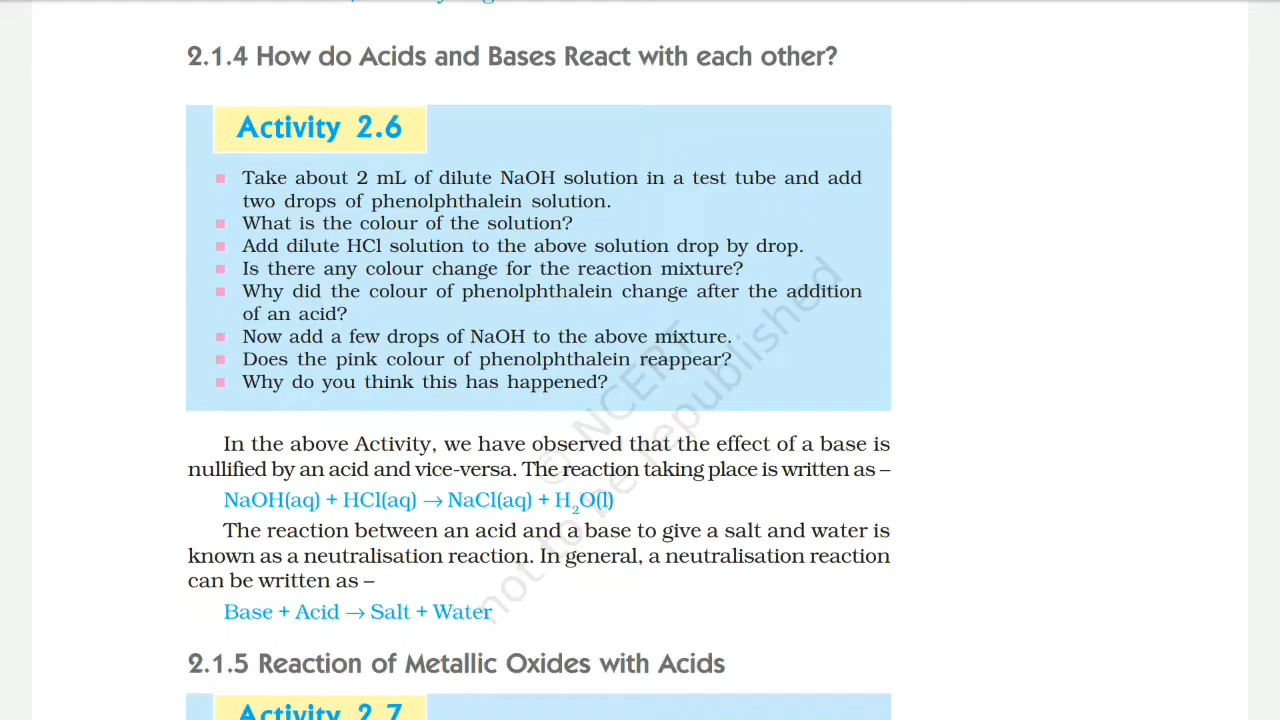 2.1.4 How do Acids and Bases React with each other?
Activity 2.6
Take about 2 mL of dilute NaOH solution in a test tube and add
two drops of phenolphthalein solution.
What is the colour of the solution?
Add dilute HCl solution to the above solution drop by drop.
Is there any colour change for the reaction mixture?
Why did the colour of phenolphthalein change after the addition
of an acid?
Now add a few drops of NaOH to the above mixture.
Does the pink colour of phenolphthalein reappear?
Why do you think this has happened?
In the above Activity, we have observed that the effect of a base is
nullified by an acid and vice-versa. The reaction taking place is written as –
NaOH(aq) + HCl(aq) → NaCl(aq) + H₂O(l)
The reaction between an acid and a base to give a salt and water is
known as a neutralisation reaction. In general, a neutralisation reaction
can be written as –
Base + Acid → Salt + Water
2.1.5 Reaction of Metallic Oxides with Acids
Activity 2.7
© NCERT
not to be republished